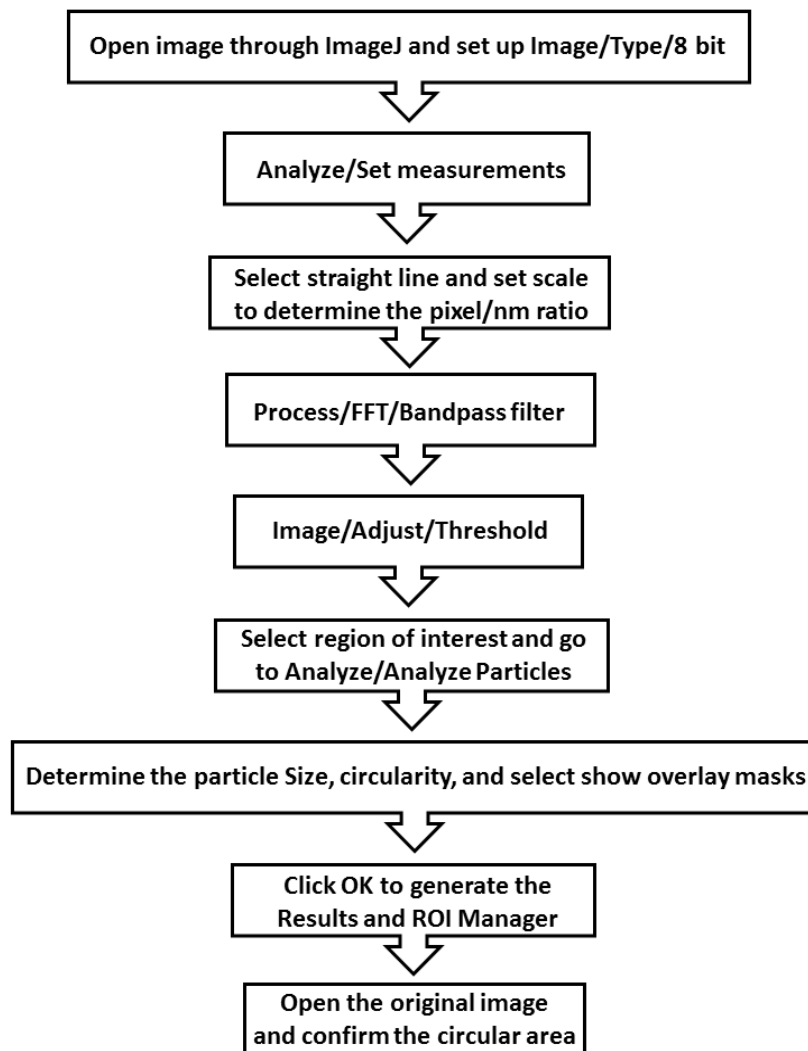 Open image through ImageJ and set up Image/Type/8 bit
Analyze/Set measurements
Select straight line and set scale
to determine the pixel/nm ratio
Process/FFT/Bandpass filter
Image/Adjust/Threshold
Select region of interest and go
to Analyze/Analyze Particles
Determine the particle Size, circularity, and select show overlay masks
Click OK to generate the
Results and ROI Manager
Open the original image
and confirm the circular area